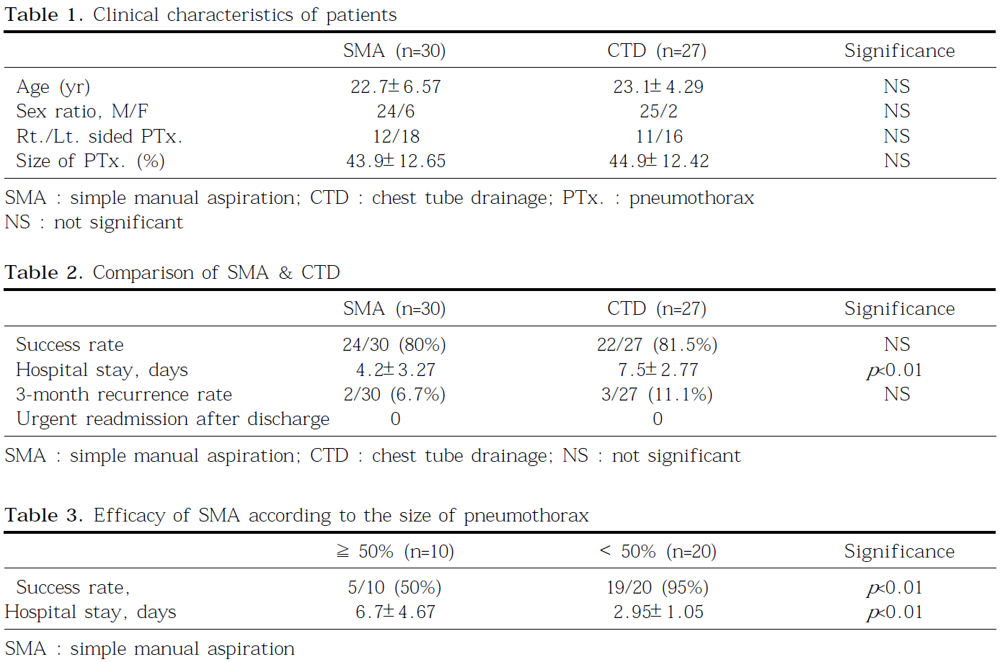 Table 1. Clinical characteristics of patients
SMA (n=30) CTD (n=27) Significance
Age (yr) 22.7±6.57 23.1±4.29 NS
Sex ratio, M/F 24/6 25/2 NS
Rt./Lt. sided PTx. 12/18 11/16 NS
Size of PTx. (%) 43.9±12.65 44.9±12.42 NS
SMA : simple manual aspiration; CTD : chest tube drainage; PTx. : pneumothorax
NS : not significant
Table 2. Comparison of SMA & CTD
SMA (n=30) CTD (n=27) Significance
Success rate 24/30 (80%) 22/27 (81.5%) NS
Hospital stay, days 4.2±3.27 7.5±2.77 p<0.01
3-month recurrence rate 2/30 (6.7%) 3/27 (11.1%) NS
Urgent readmission after discharge 0 0
SMA : simple manual aspiration; CTD : chest tube drainage; NS : not significant
Table 3. Efficacy of SMA according to the size of pneumothorax
≧ 50% (n=10) < 50% (n=20) Significance
Success rate, 5/10 (50%) 19/20 (95%) p<0.01
Hospital stay, days 6.7±4.67 2.95±1.05 p<0.01
SMA : simple manual aspiration